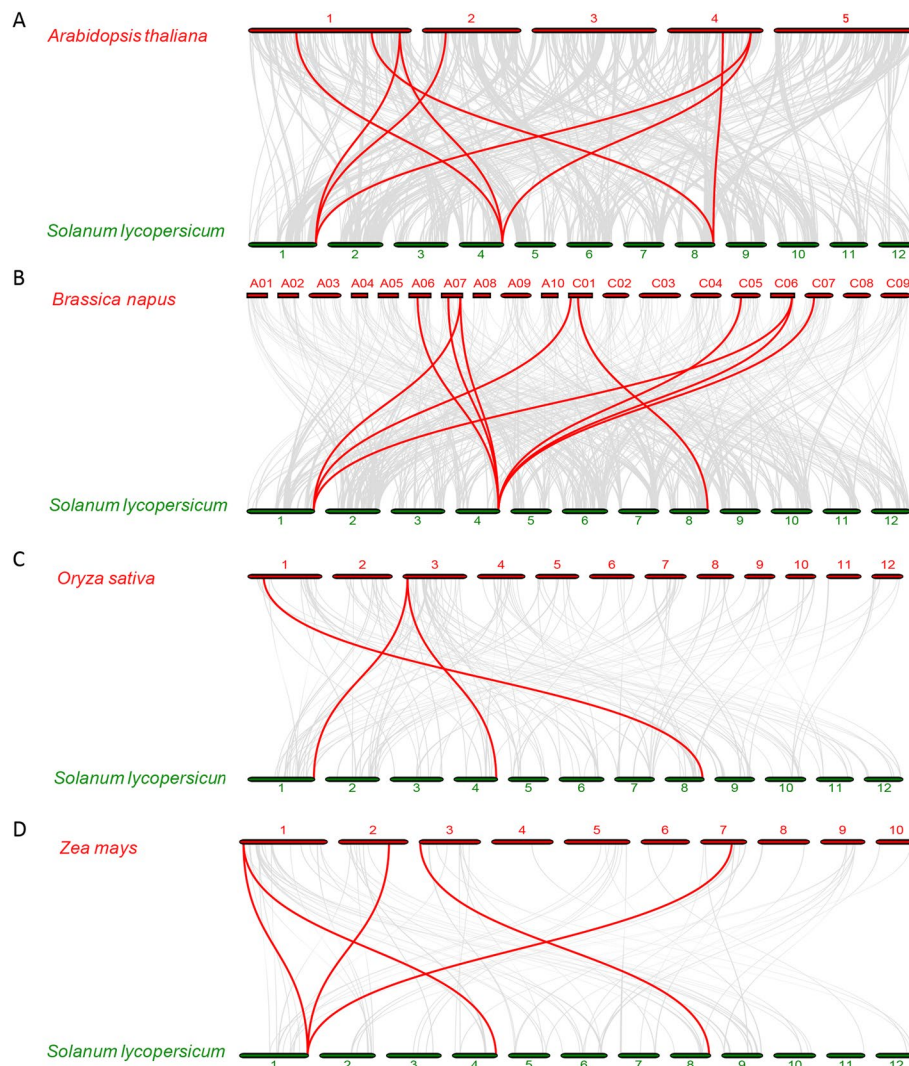 A
1 2 3 4 5
Arabidopsis thaliana
Solanum lycopersicum
1 2 3 4 5 6 7 8 9 10 11 12
B
A01 A02 A03 A04 A05 A06 A07 A08 A09 A10 C01 C02 C03 C04 C05 C06 C07 C08 C09
Brassica napus
Solanum lycopersicum
1 2 3 4 5 6 7 8 9 10 11 12
C
1 2 3 4 5 6 7 8 9 10 11 12
Oryza sativa
Solanum lycopersicun
1 2 3 4 5 6 7 8 9 10 11 12
D
1 2 3 4 5 6 7 8 9 10
Zea mays
Solanum lycopersicum
1 2 3 4 5 6 7 8 9 10 11 12